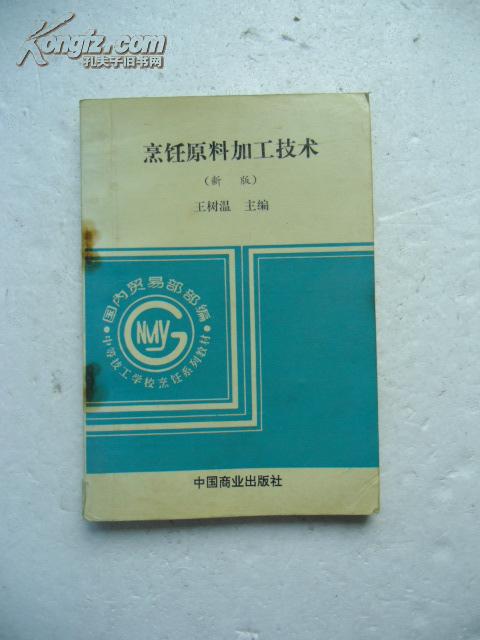 Kongfz.com
孔夫子旧书网
烹饪原料加工技术
（新 版）
王树温 主编
国内贸易部部编
GNMY
中等技工学校烹饪系列教材
中国商业出版社